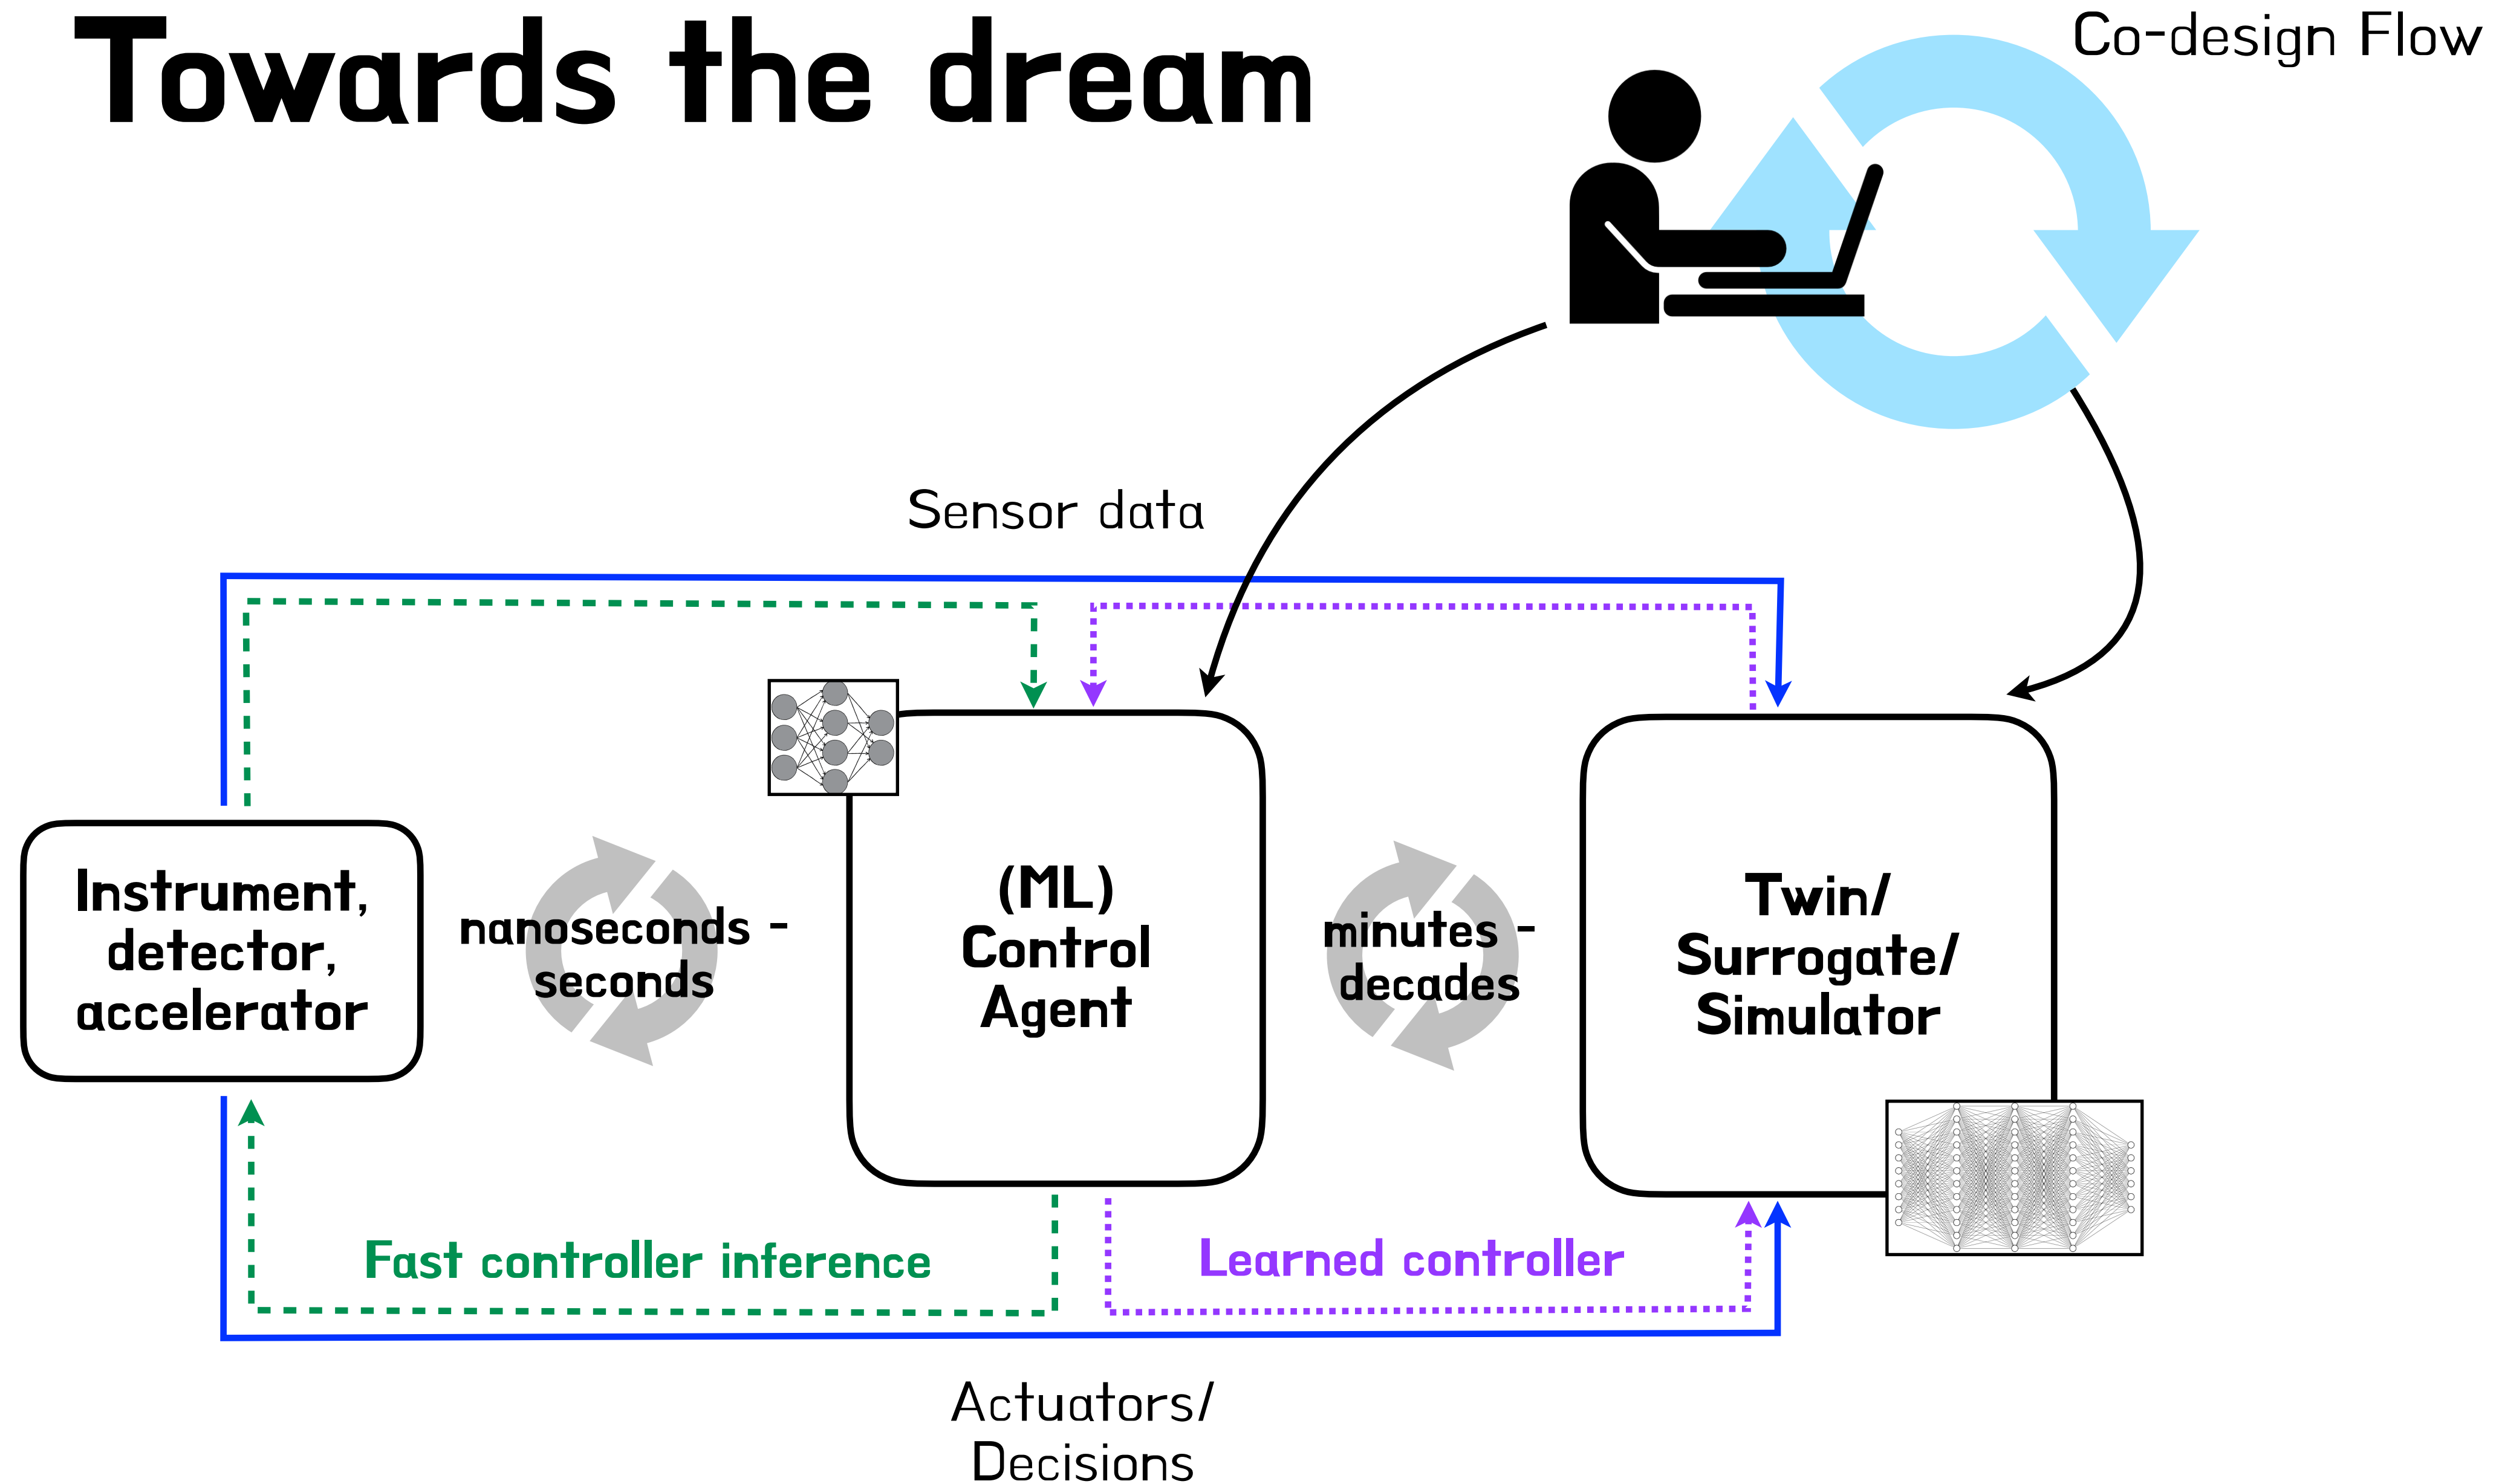 Towards the dream
Co-design Flow
Sensor data
Instrument,
detector,
accelerator
nanoseconds -
seconds
(ML)
Control
Agent
minutes -
decades
Twin/
Surrogate/
Simulator
Fast controller inference
Learned controller
Actuators/
Decisions